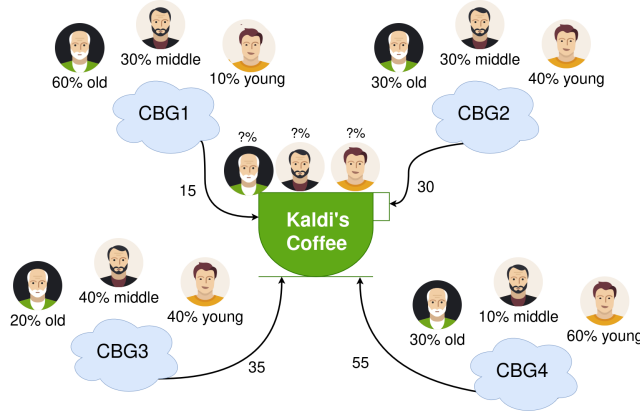 30% middle
30% middle
60% old
10% young
30% old
40% young
CBG1
CBG2
?%
?%
?%
15
30
Kaldi's
Coffee
40% middle
20% old
40% young
10% middle
30% old
60% young
CBG3
35
55
CBG4